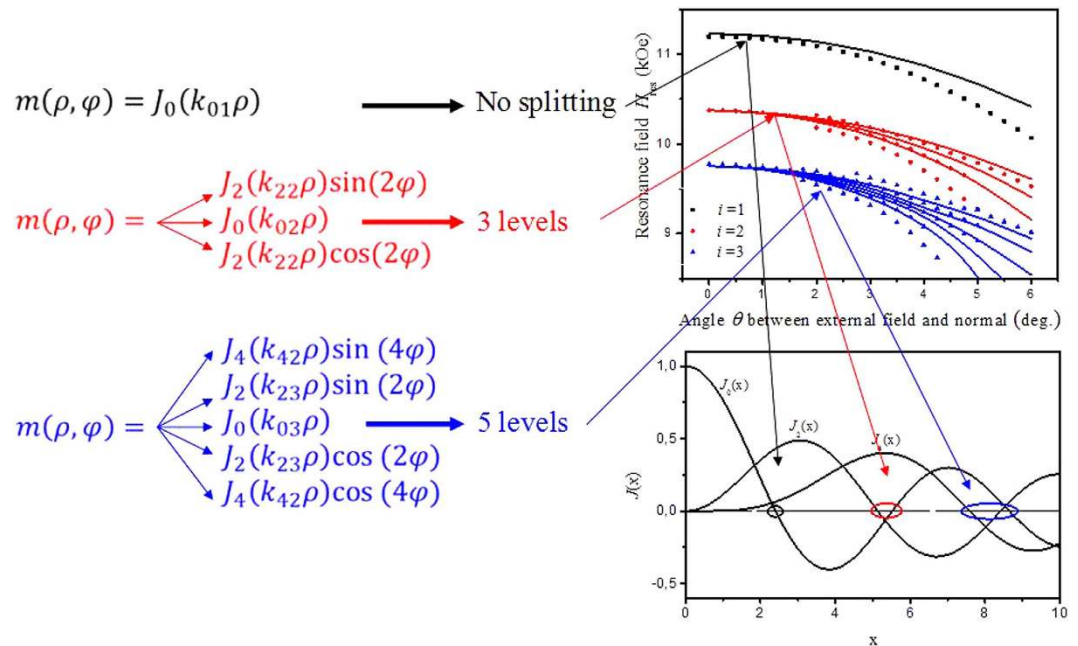 m(ρ, φ) = J₀(k₀₁ρ)
No splitting
J₂(k₂₂ρ)sin(2φ)
m(ρ, φ) =
J₀(k₀₂ρ)
3 levels
J₂(k₂₂ρ)cos(2φ)
J₄(k₄₂ρ)sin (4φ)
J₂(k₂₃ρ)sin (2φ)
m(ρ, φ) =
J₀(k₀₃ρ)
5 levels
J₂(k₂₃ρ)cos (2φ)
J₄(k₄₂ρ)cos (4φ)
Resonance field H_res (kOe)
11
10
9
i=1
i=2
i=3
0 1 2 3 4 5 6
Angle θ between external field and normal (deg.)
J(x)
1,0
0,5
0,0
-0,5
J₀(x)
J₂(x)
0 2 4 6 8 10
x